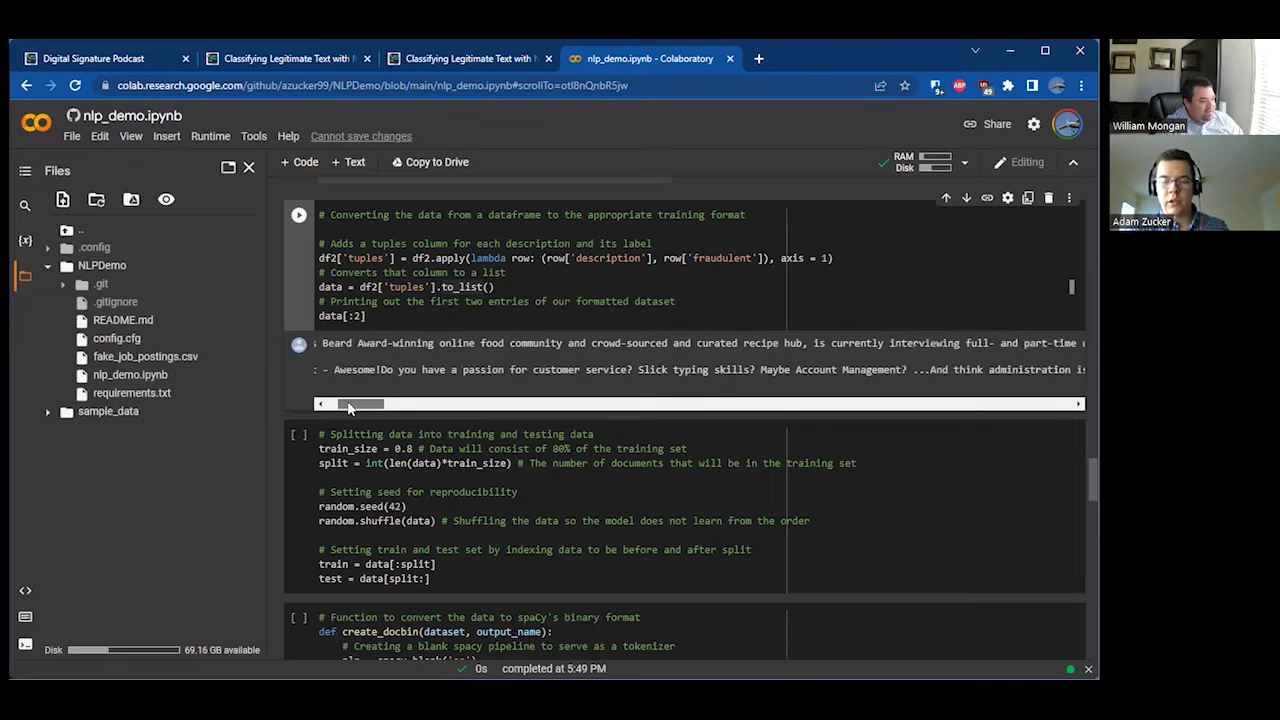 Digital Signature Podcast
Classifying Legitimate Text with N
Classifying Legitimate Text with N
nlp_demo.ipynb - Colaboratory
colab.research.google.com/github/azucker99/NLPDemo/blob/main/nlp_demo.ipynb#scrollTo=otI8nQnbR5jw
9+
49
nlp_demo.ipynb
File Edit View Insert Runtime Tools Help Cannot save changes
Share
Files
+ Code + Text Copy to Drive
RAM
Disk
Editing
..
.config
NLPDemo
.git
.gitignore
README.md
config.cfg
fake_job_postings.csv
nlp_demo.ipynb
requirements.txt
sample_data
# Converting the data from a dataframe to the appropriate training format
# Adds a tuples column for each description and its label
df2['tuples'] = df2.apply(lambda row: (row['description'], row['fraudulent']), axis = 1)
# Converts that column to a list
data = df2['tuples'].to_list()
# Printing out the first two entries of our formatted dataset
data[:2]
s Beard Award-winning online food community and crowd-sourced and curated recipe hub, is currently interviewing full- and part-time
: - Awesome!Do you have a passion for customer service? Slick typing skills? Maybe Account Management? ...And think administration is
[ ] # Splitting data into training and testing data
train_size = 0.8 # Data will consist of 80% of the training set
split = int(len(data)*train_size) # The number of documents that will be in the training set
# Setting seed for reproducibility
random.seed(42)
random.shuffle(data) # Shuffling the data so the model does not learn from the order
# Setting train and test set by indexing data to be before and after split
train = data[:split]
test = data[split:]
[ ] # Function to convert the data to spaCy's binary format
def create_docbin(dataset, output_name):
# Creating a blank spacy pipeline to serve as a tokenizer
Disk 69.16 GB available
0s completed at 5:49 PM
William Mongan
Adam Zucker